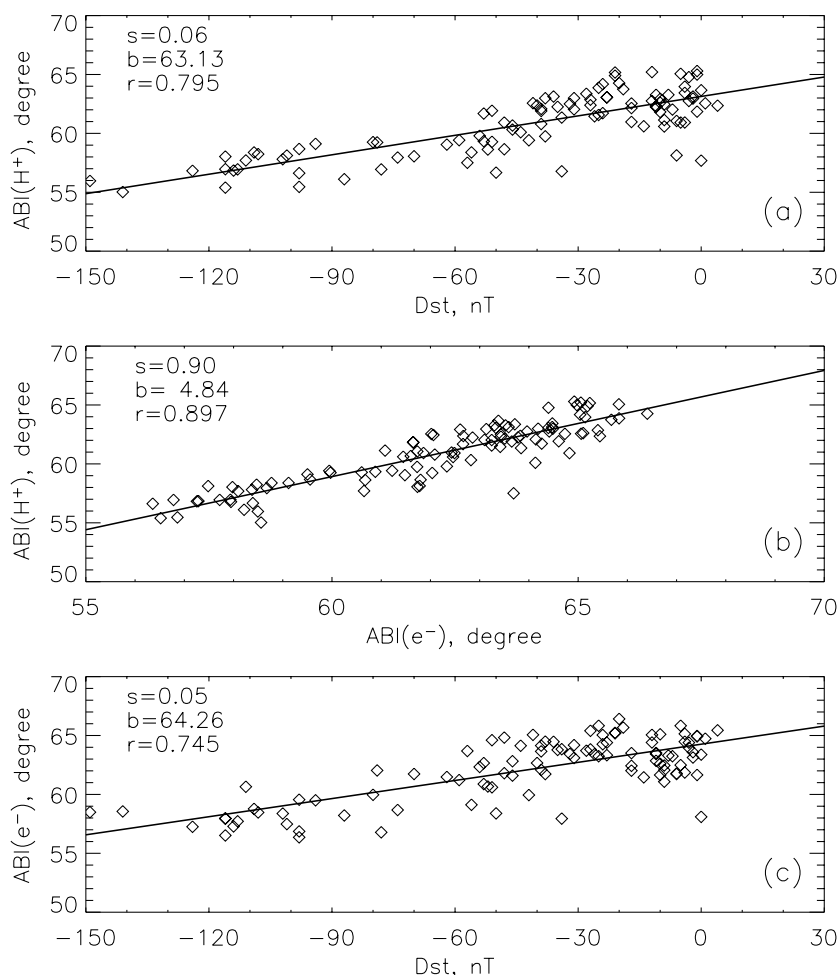 70
65
60
55
50
ABI(H+), degree
s=0.06
b=63.13
r=0.795
(a)
−150 −120 −90 −60 −30 0 30
Dst, nT
70
65
60
55
50
ABI(H+), degree
s=0.90
b= 4.84
r=0.897
(b)
55 60 65 70
ABI(e−), degree
70
65
60
55
50
ABI(e−), degree
s=0.05
b=64.26
r=0.745
(c)
−150 −120 −90 −60 −30 0 30
Dst, nT